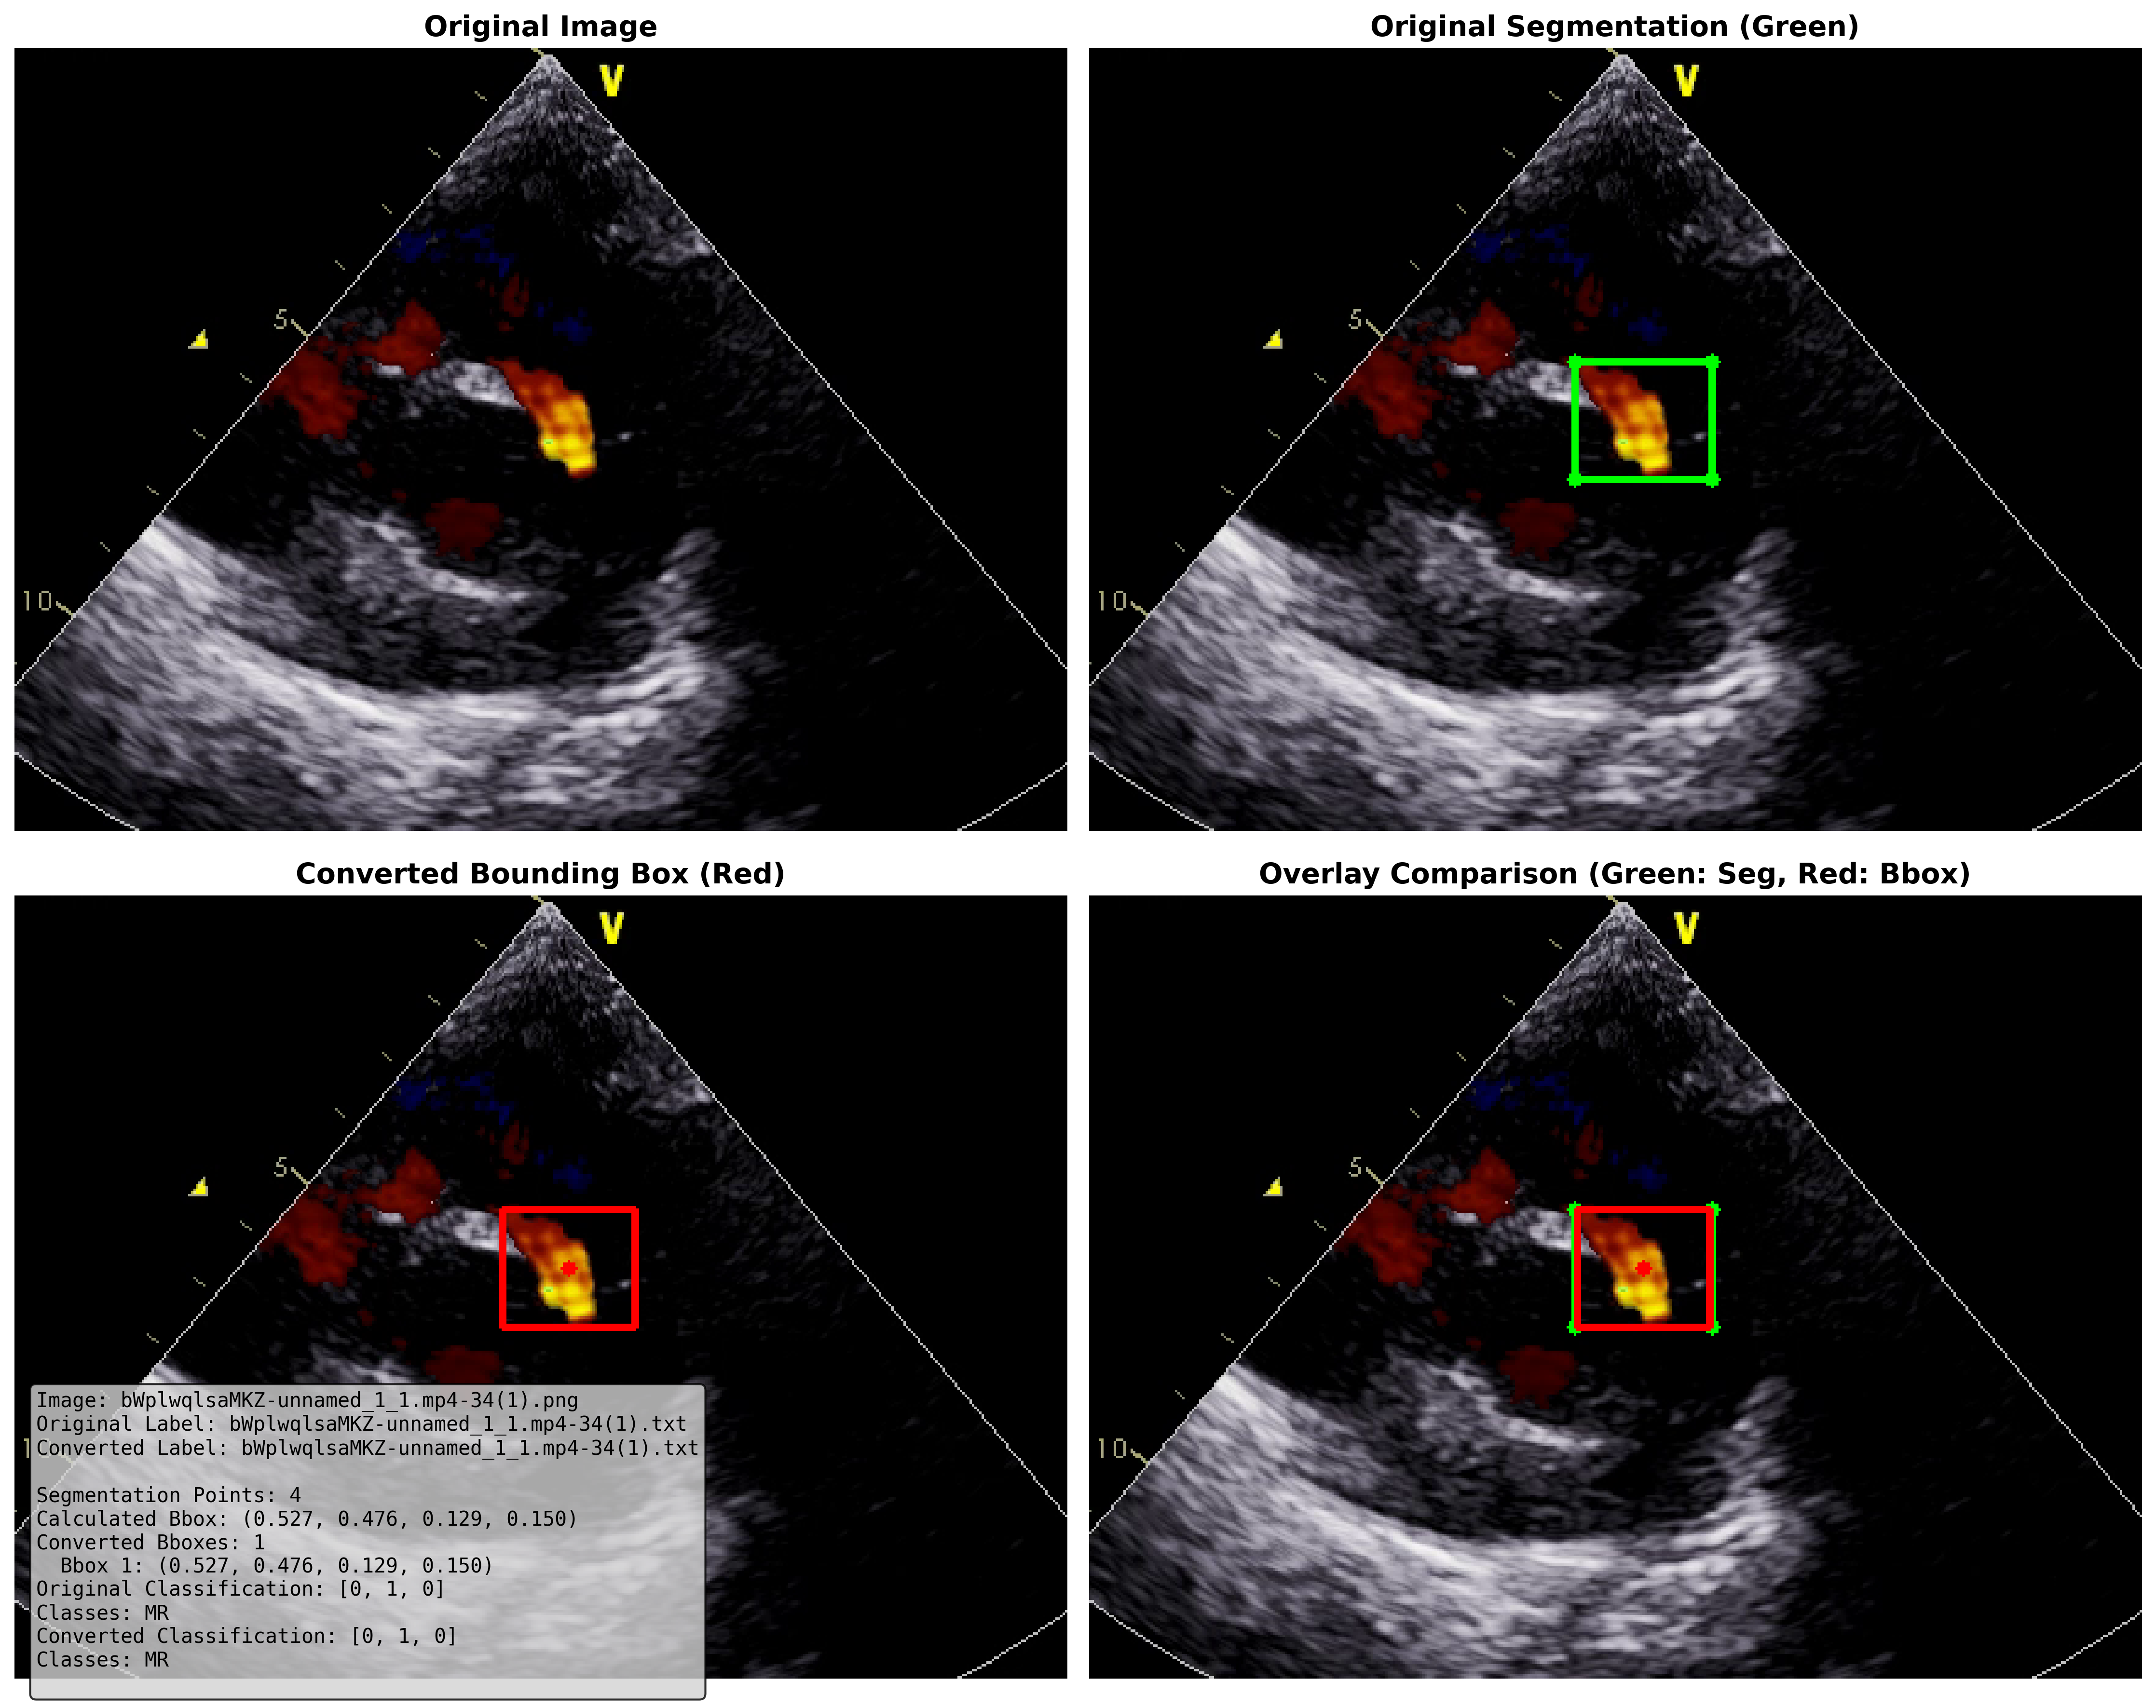 Original Image
Original Segmentation (Green)
V
V
5
5
10
10
Converted Bounding Box (Red)
Overlay Comparison (Green: Seg, Red: Bbox)
V
V
5
5
10
Image: bWplwqlsaMKZ-unnamed_1_1.mp4-34(1).png
Original Label: bWplwqlsaMKZ-unnamed_1_1.mp4-34(1).txt
Converted Label: bWplwqlsaMKZ-unnamed_1_1.mp4-34(1).txt
Segmentation Points: 4
Calculated Bbox: (0.527, 0.476, 0.129, 0.150)
Converted Bboxes: 1
Bbox 1: (0.527, 0.476, 0.129, 0.150)
Original Classification: [0, 1, 0]
Classes: MR
Converted Classification: [0, 1, 0]
Classes: MR